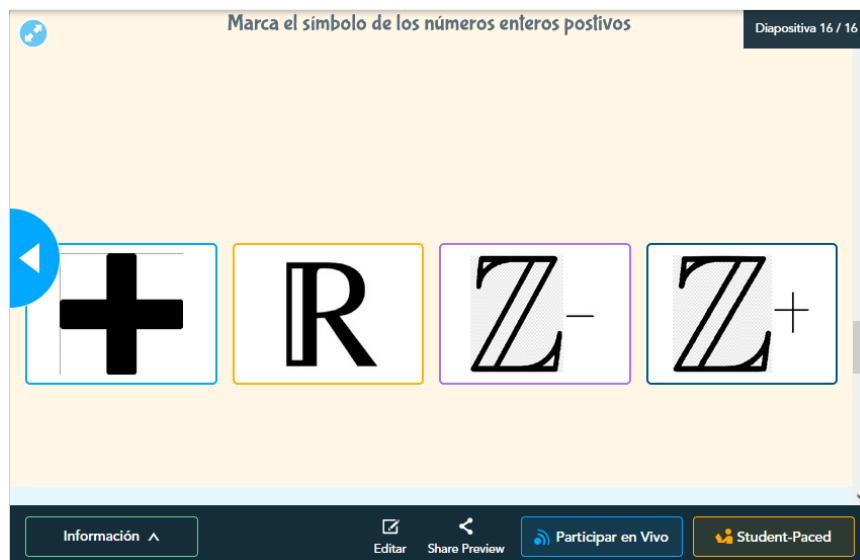 Marca el símbolo de los números enteros postivos
Diapositiva 16 / 16
+
ℝ
ℤ−
ℤ+
Información
Editar
Share Preview
Participar en Vivo
Student-Paced